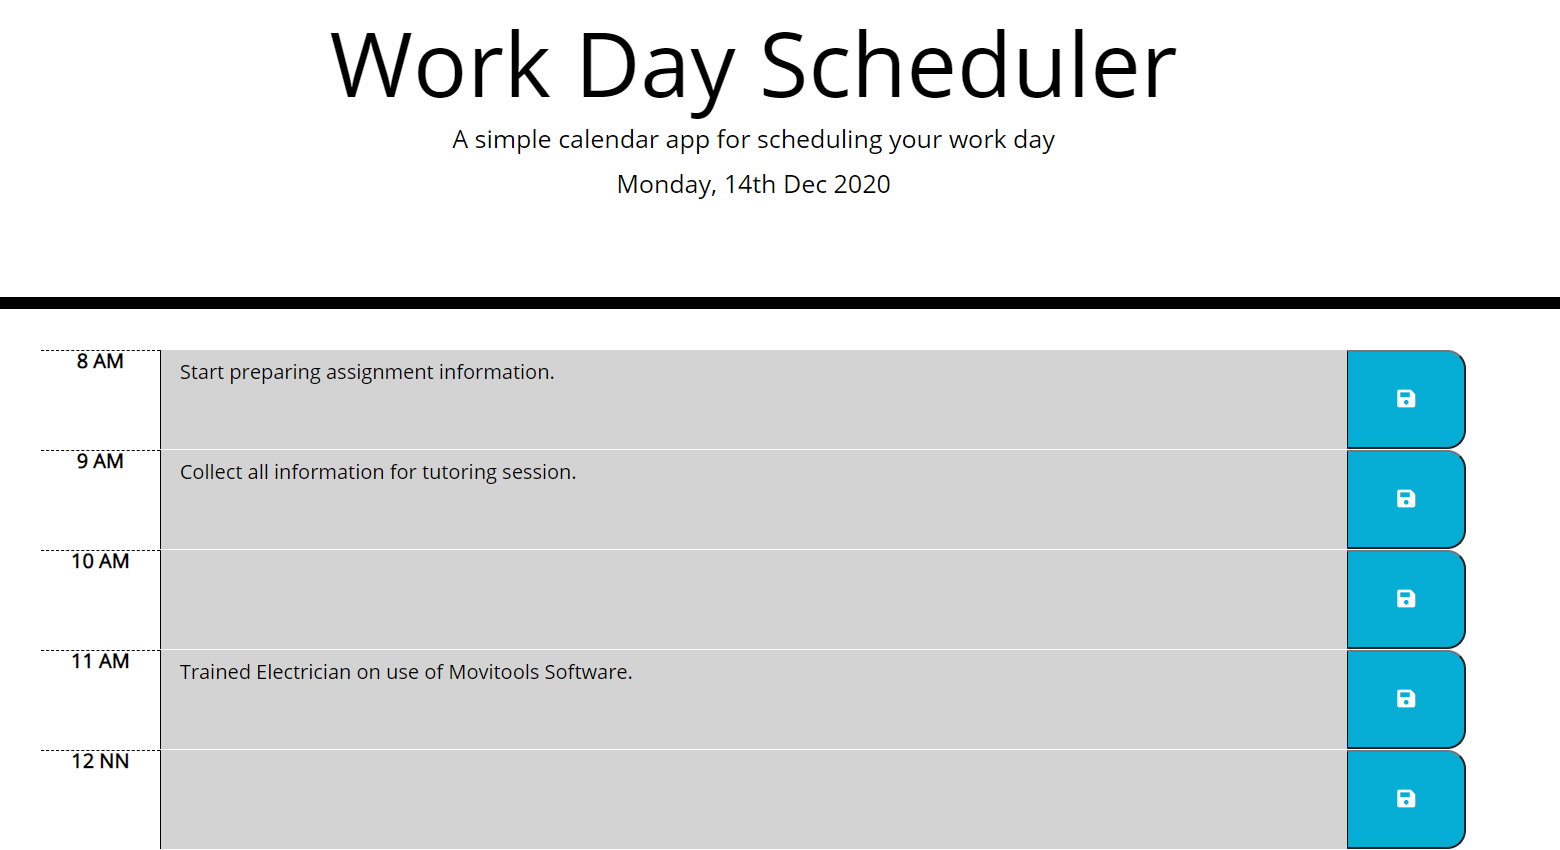 Work Day Scheduler
A simple calendar app for scheduling your work day
Monday, 14th Dec 2020
8 AM
Start preparing assignment information.
9 AM
Collect all information for tutoring session.
10 AM
11 AM
Trained Electrician on use of Movitools Software.
12 NN